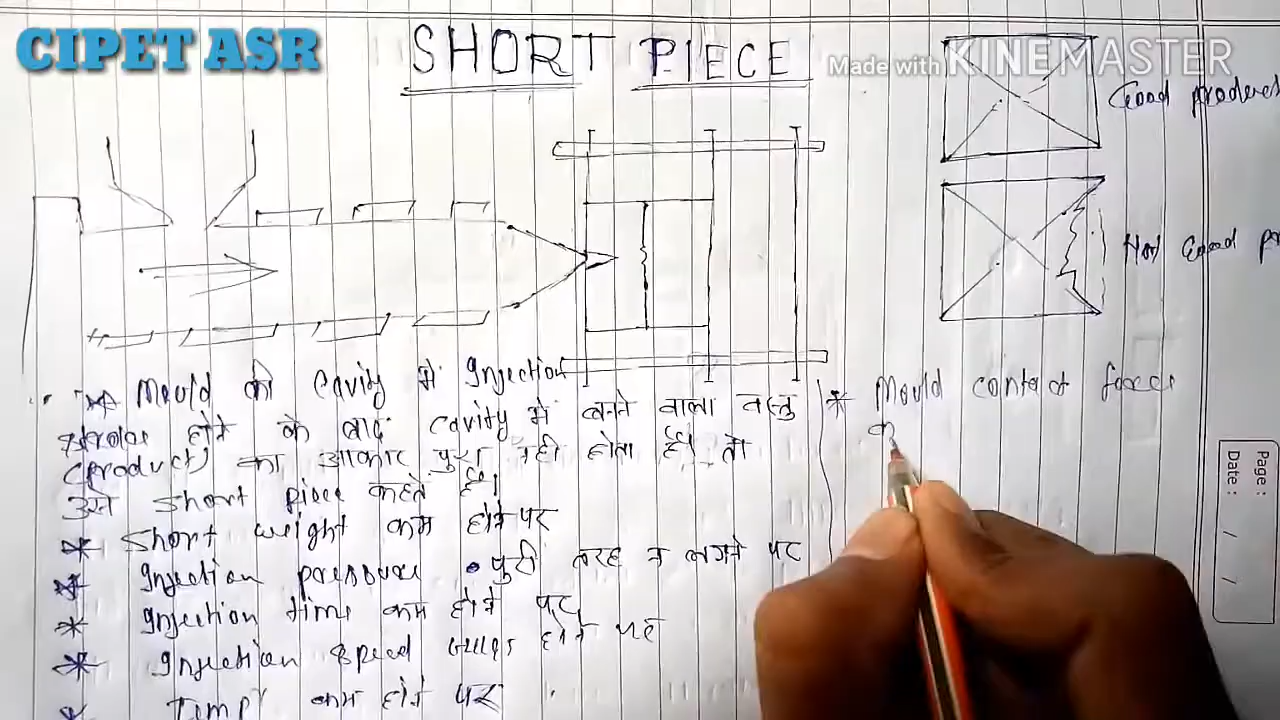 CIPET ASR
SHORT PIECE
Made with KINEMASTER
Good
Not Good
* Mould की cavity मे Injection
होने के बाद cavity मे बनने वाला वस्तु
(product) का आकार पुरा नही होता है। तो
उसे short piece कहते है।
* Short weight कम होने पर
* Injection pressure • पुरी तरह न लगने पर
* Injection time कम होने पर
* Injection speed होने पर
* Temp कम होने पर
* Mould contact force
क
Page :
Date : / /